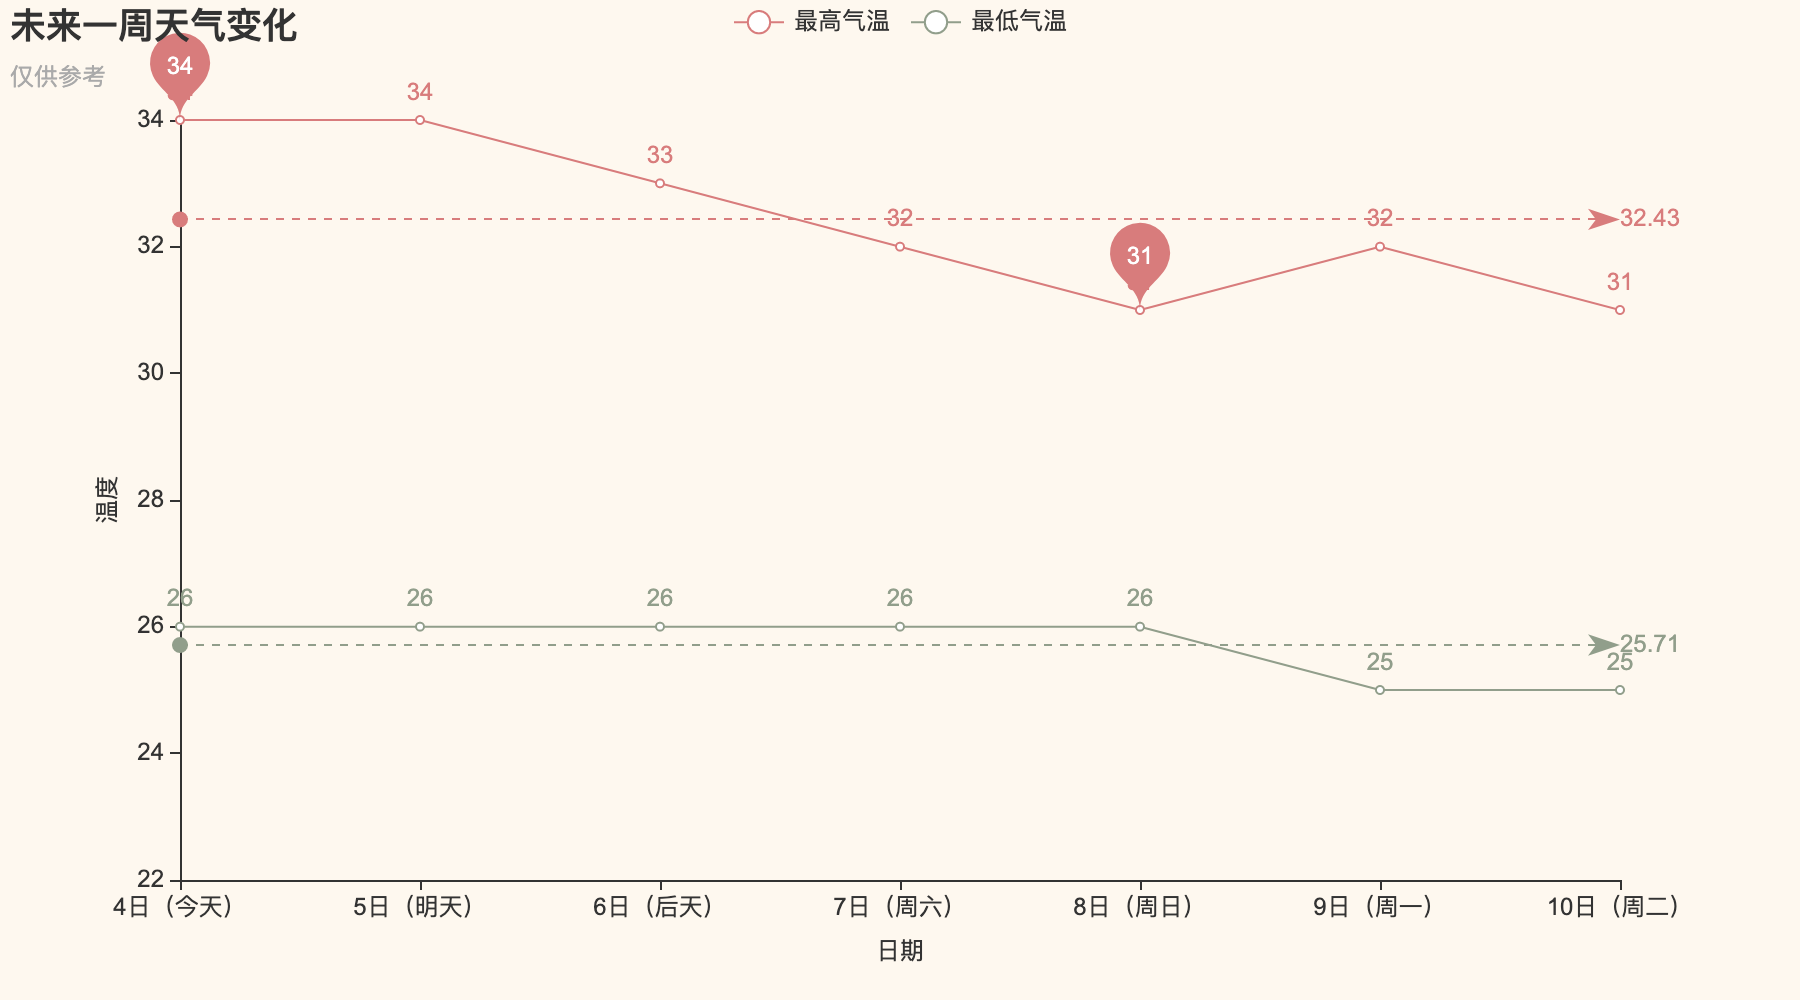 未来一周天气变化
仅供参考
最高气温
最低气温
34
34
33
32
31
32
31
32.43
26
26
26
26
26
25
25
25.71
34
32
30
28
26
24
22
温度
4日（今天）
5日（明天）
6日（后天）
7日（周六）
8日（周日）
9日（周一）
10日（周二）
日期